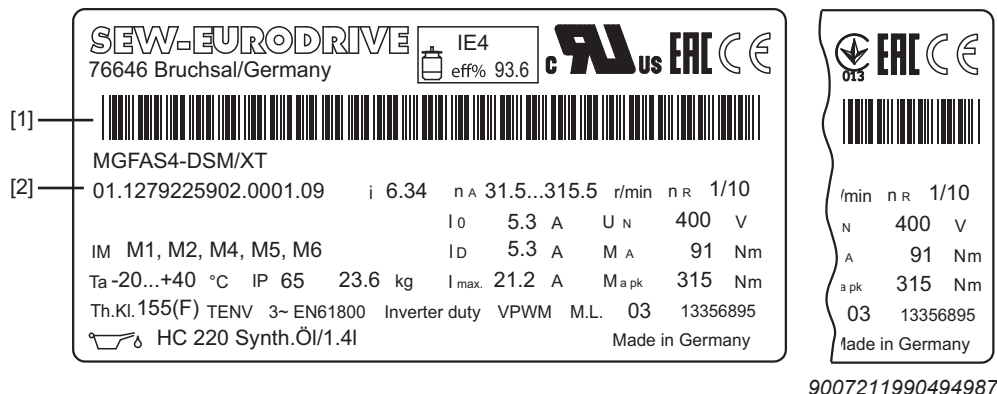 SEW-EURODRIVE
76646 Bruchsal/Germany
IE4
eff% 93.6
c RU US EAC CE
[1]
MGFAS4-DSM/XT
[2] 01.1279225902.0001.09 i 6.34 n A 31.5...315.5 r/min n R 1/10
I 0 5.3 A U N 400 V
IM M1, M2, M4, M5, M6 I D 5.3 A M A 91 Nm
Ta -20...+40 °C IP 65 23.6 kg I max. 21.2 A M a pk 315 Nm
Th.Kl. 155(F) TENV 3~ EN61800 Inverter duty VPWM M.L. 03 13356895
HC 220 Synth.Öl/1.4l Made in Germany
013 EAC CE
/min n R 1/10
N 400 V
A 91 Nm
a pk 315 Nm
03 13356895
Made in Germany
9007211990494987